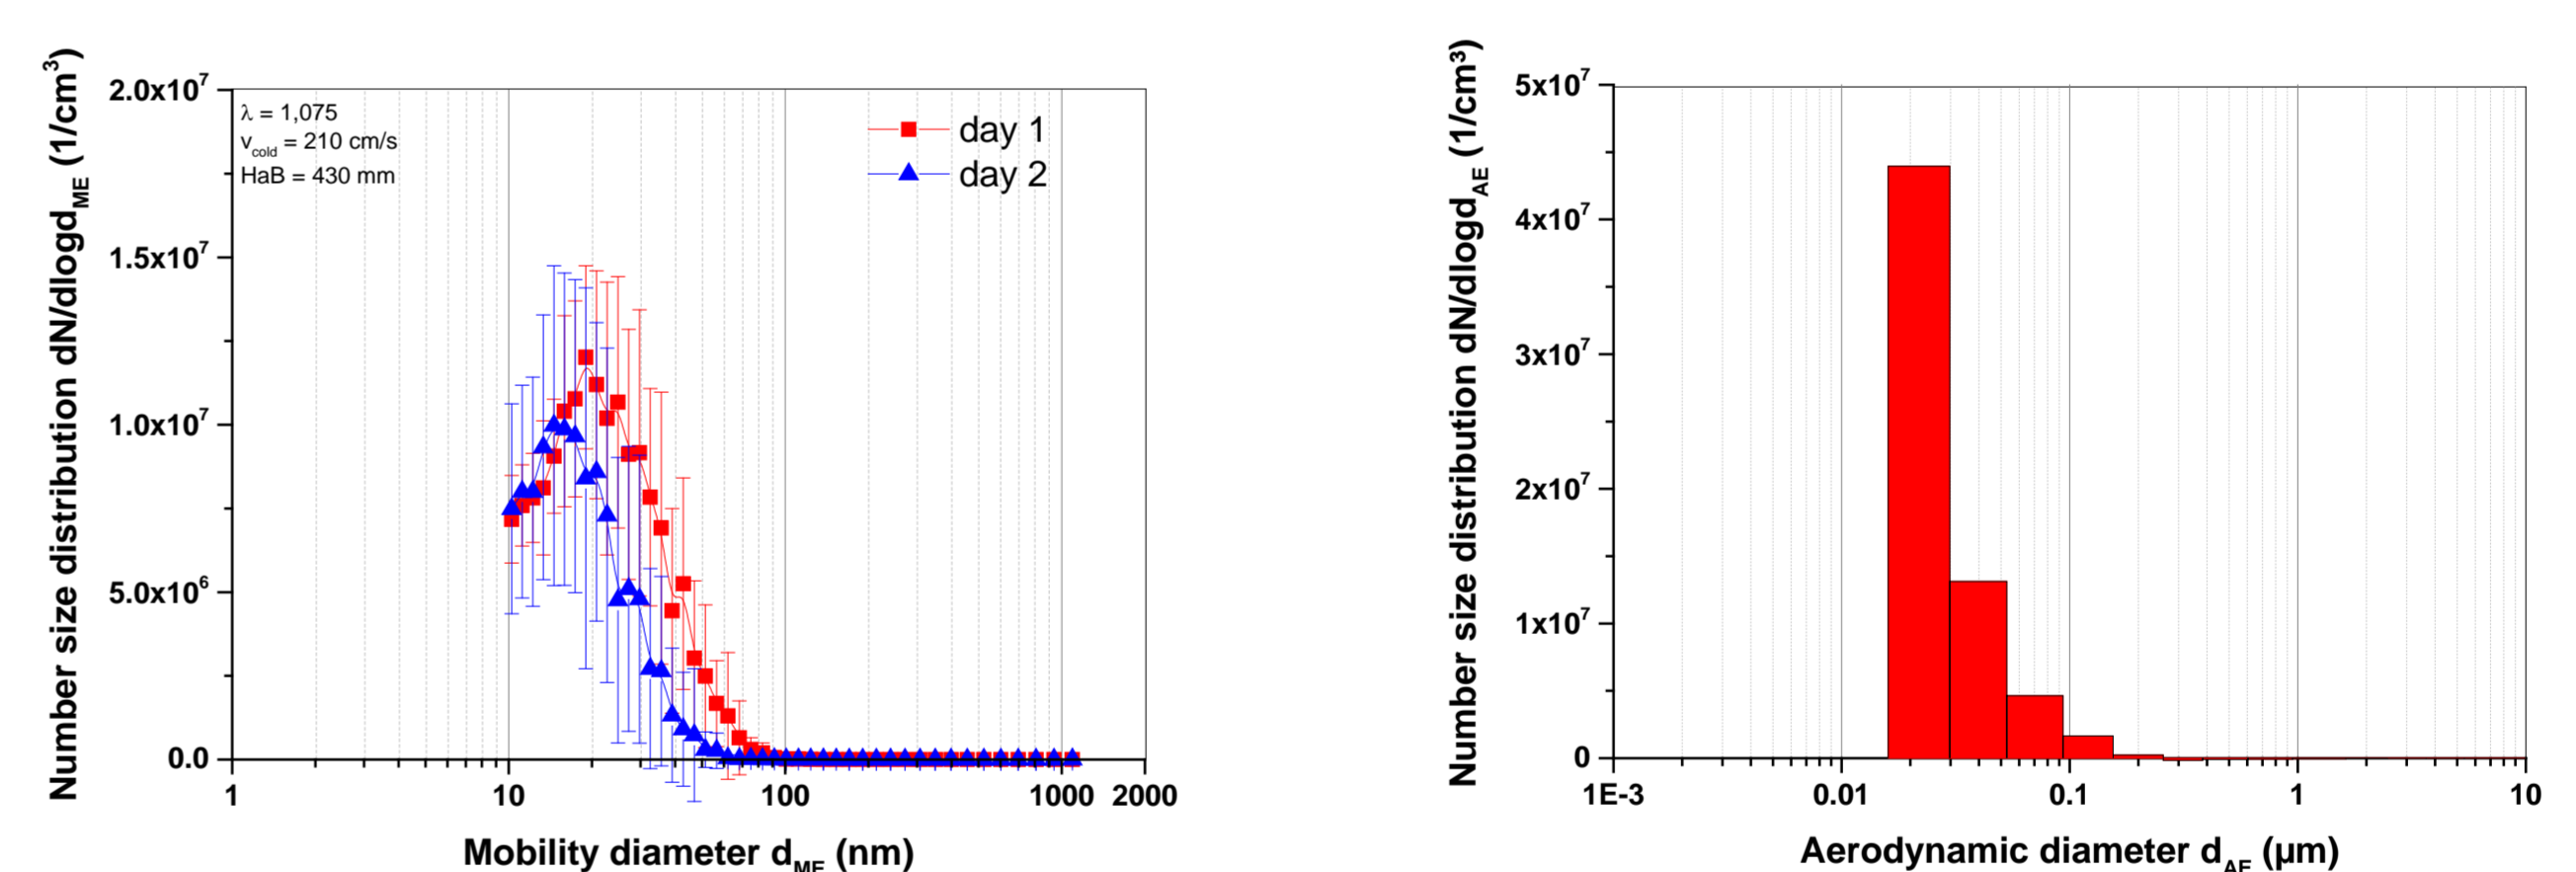 Number size distribution dN/dlogd_ME (1/cm³)
2.0x10⁷
1.5x10⁷
1.0x10⁷
5.0x10⁶
0.0
λ = 1,075
v_cold = 210 cm/s
HaB = 430 mm
day 1
day 2
1 10 100 1000 2000
Mobility diameter d_ME (nm)
Number size distribution dN/dlogd_AE (1/cm³)
5x10⁷
4x10⁷
3x10⁷
2x10⁷
1x10⁷
0
1E-3 0.01 0.1 1 10
Aerodynamic diameter d_AE (µm)